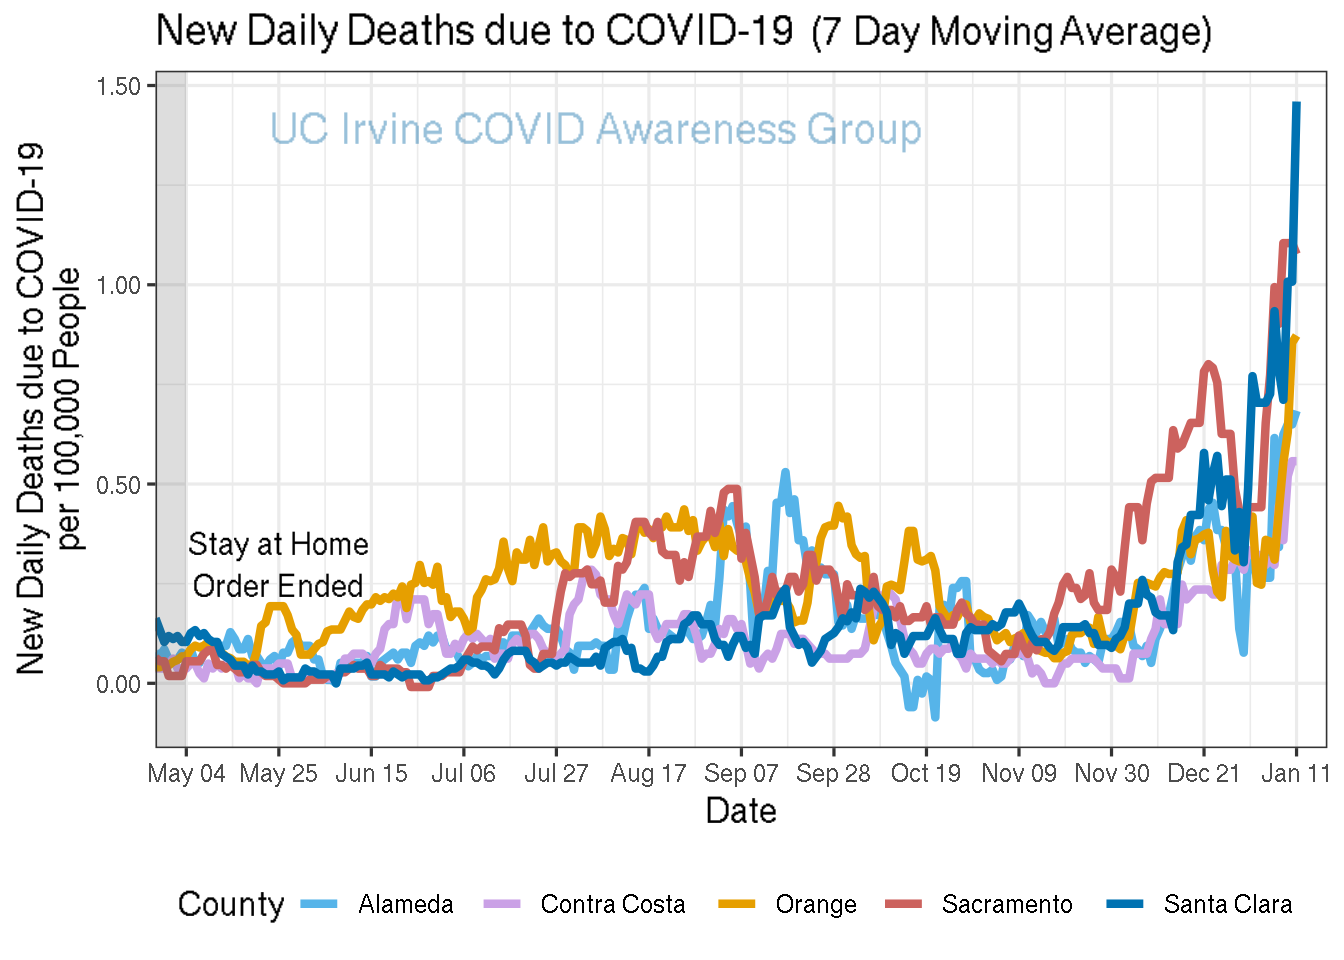 New Daily Deaths due to COVID-19 (7 Day Moving Average)
UC Irvine COVID Awareness Group
New Daily Deaths due to COVID-19
per 100,000 People
1.50
1.00
0.50
0.00
Stay at Home
Order Ended
May 04 May 25 Jun 15 Jul 06 Jul 27 Aug 17 Sep 07 Sep 28 Oct 19 Nov 09 Nov 30 Dec 21 Jan 11
Date
County Alameda Contra Costa Orange Sacramento Santa Clara